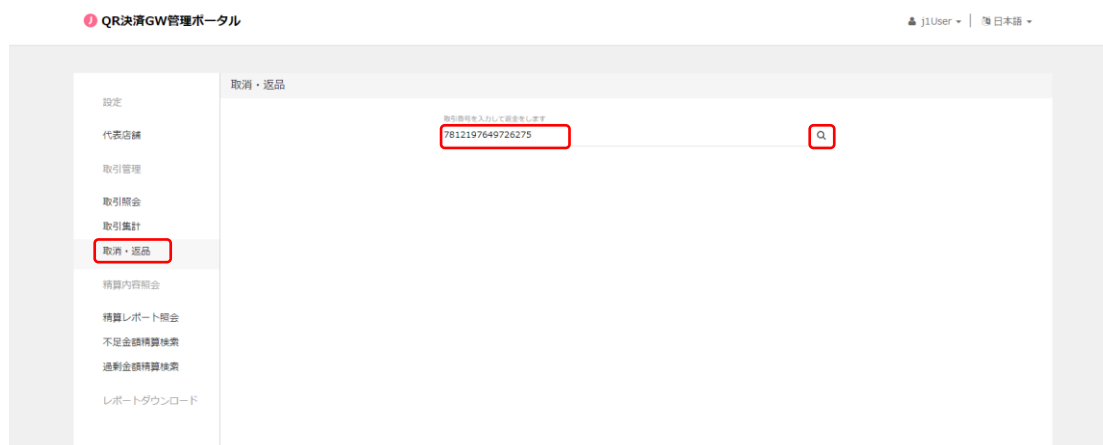 J QR決済GW管理ポータル
j1User
日本語
設定
代表店舗
取引管理
取引照会
取引集計
取消・返品
精算内容照会
精算レポート照会
不足金額精算検索
過剰金額精算検索
レポートダウンロード
取消・返品
取引番号を入力して返金をします
7812197649726275